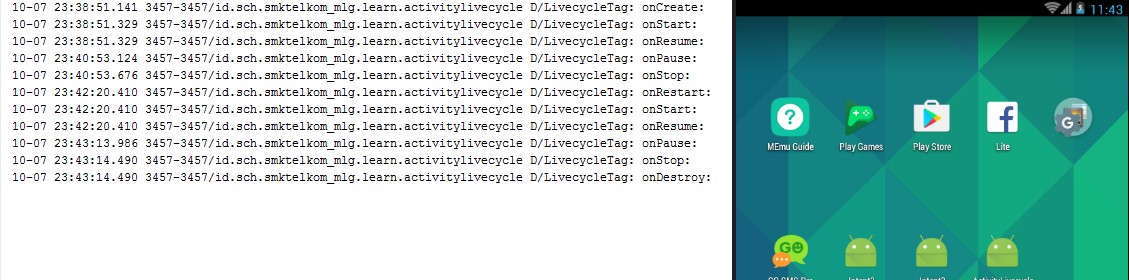 10-07 23:38:51.141 3457-3457/id.sch.smktelkom_mlg.learn.activitylivecycle D/LivecycleTag: onCreate:
10-07 23:38:51.329 3457-3457/id.sch.smktelkom_mlg.learn.activitylivecycle D/LivecycleTag: onStart:
10-07 23:38:51.329 3457-3457/id.sch.smktelkom_mlg.learn.activitylivecycle D/LivecycleTag: onResume:
10-07 23:40:53.124 3457-3457/id.sch.smktelkom_mlg.learn.activitylivecycle D/LivecycleTag: onPause:
10-07 23:40:53.676 3457-3457/id.sch.smktelkom_mlg.learn.activitylivecycle D/LivecycleTag: onStop:
10-07 23:42:20.410 3457-3457/id.sch.smktelkom_mlg.learn.activitylivecycle D/LivecycleTag: onRestart:
10-07 23:42:20.410 3457-3457/id.sch.smktelkom_mlg.learn.activitylivecycle D/LivecycleTag: onStart:
10-07 23:42:20.410 3457-3457/id.sch.smktelkom_mlg.learn.activitylivecycle D/LivecycleTag: onResume:
10-07 23:43:13.986 3457-3457/id.sch.smktelkom_mlg.learn.activitylivecycle D/LivecycleTag: onPause:
10-07 23:43:14.490 3457-3457/id.sch.smktelkom_mlg.learn.activitylivecycle D/LivecycleTag: onStop:
10-07 23:43:14.490 3457-3457/id.sch.smktelkom_mlg.learn.activitylivecycle D/LivecycleTag: onDestroy:
11:43
MEmu Guide
Play Games
Play Store
Lite
G
GO